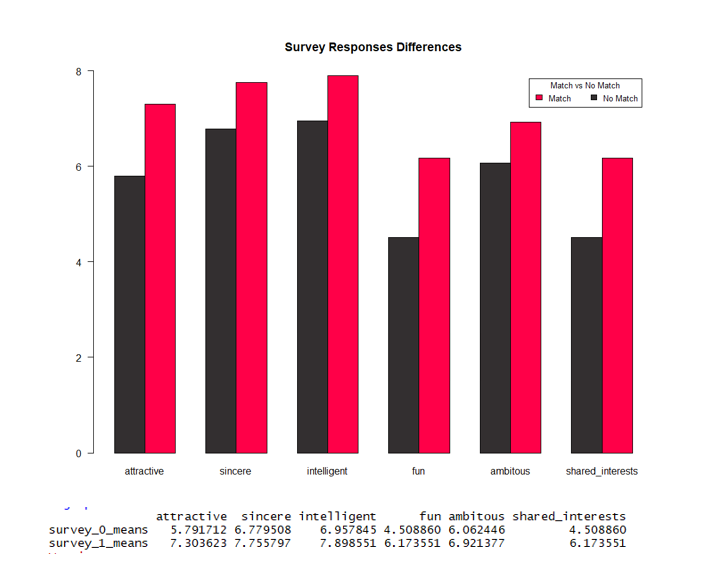 Survey Responses Differences
8
Match vs No Match
Match No Match
6
4
2
0
attractive sincere intelligent fun ambitous shared_interests
attractive sincere intelligent fun ambitous shared_interests
survey_0_means 5.791712 6.779508 6.957845 4.508860 6.062446 4.508860
survey_1_means 7.303623 7.755797 7.898551 6.173551 6.921377 6.173551